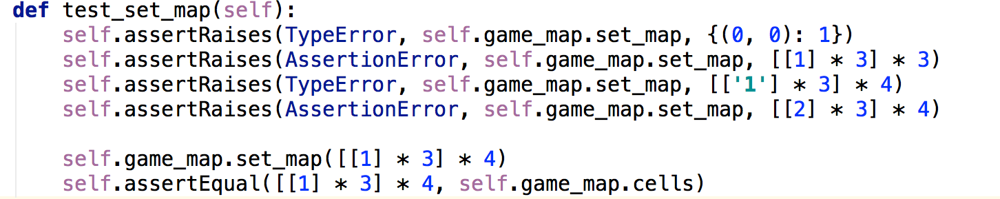 def test_set_map(self):
    self.assertRaises(TypeError, self.game_map.set_map, {(0, 0): 1})
    self.assertRaises(AssertionError, self.game_map.set_map, [[1] * 3] * 3)
    self.assertRaises(TypeError, self.game_map.set_map, [['1'] * 3] * 4)
    self.assertRaises(AssertionError, self.game_map.set_map, [[2] * 3] * 4)

    self.game_map.set_map([[1] * 3] * 4)
    self.assertEqual([[1] * 3] * 4, self.game_map.cells)